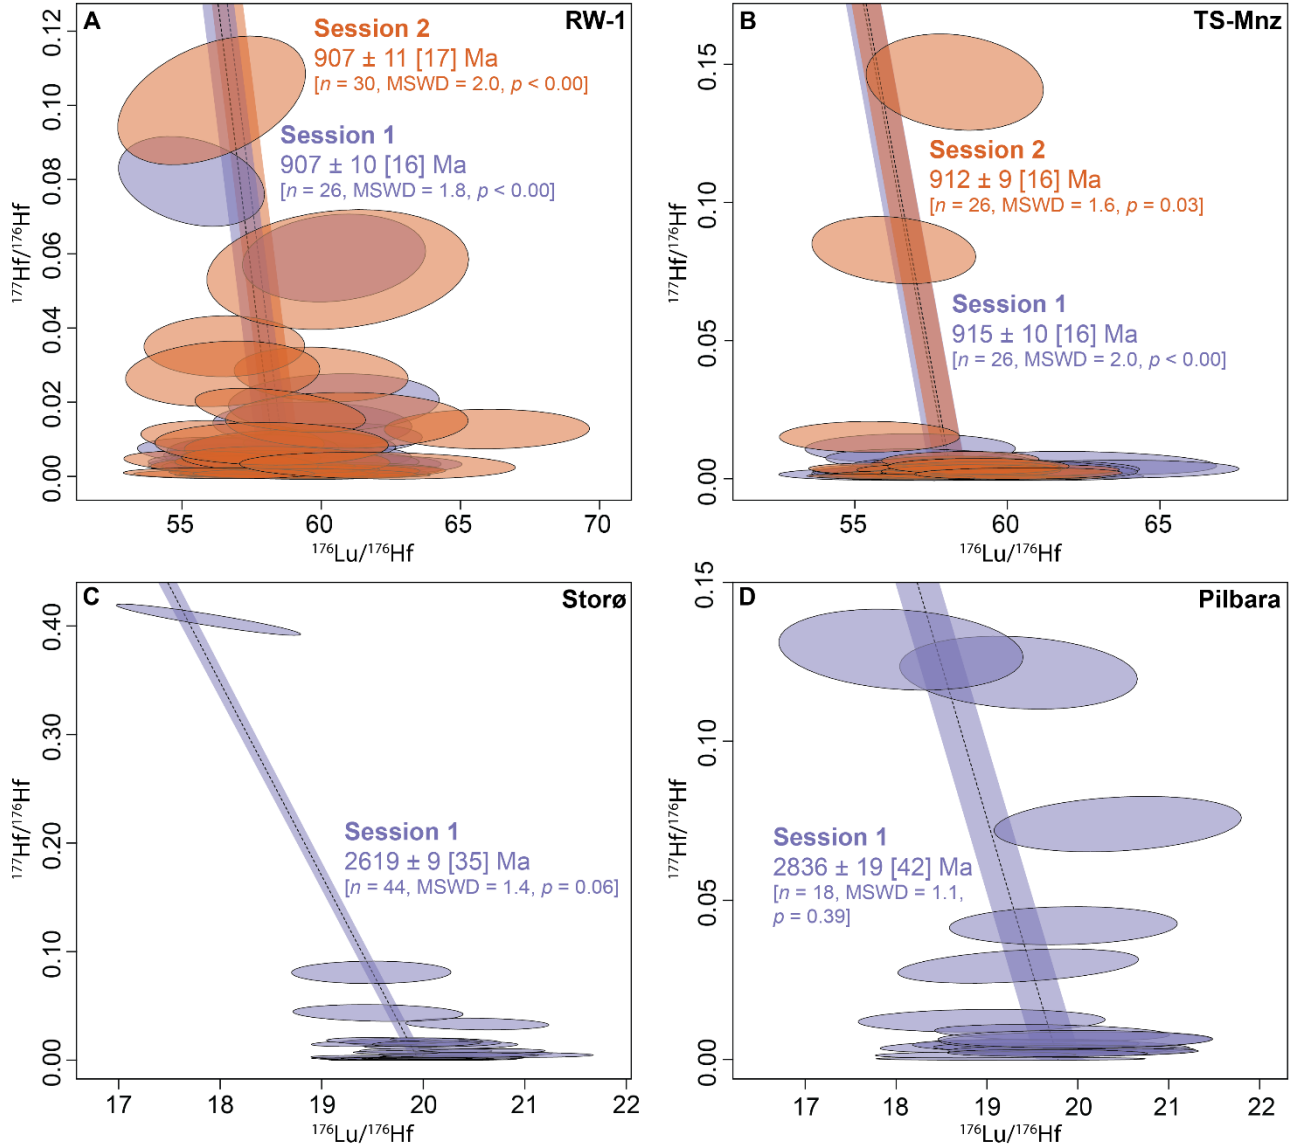 A
RW-1
Session 2
907 ± 11 [17] Ma
[n = 30, MSWD = 2.0, p < 0.00]
Session 1
907 ± 10 [16] Ma
[n = 26, MSWD = 1.8, p < 0.00]
0.12
0.10
0.08
0.06
0.04
0.02
0.00
¹⁷⁷Hf/¹⁷⁶Hf
55
60
65
70
¹⁷⁶Lu/¹⁷⁶Hf
B
TS-Mnz
Session 2
912 ± 9 [16] Ma
[n = 26, MSWD = 1.6, p = 0.03]
Session 1
915 ± 10 [16] Ma
[n = 26, MSWD = 2.0, p < 0.00]
0.15
0.10
0.05
0.00
¹⁷⁷Hf/¹⁷⁶Hf
55
60
65
¹⁷⁶Lu/¹⁷⁶Hf
C
Storø
Session 1
2619 ± 9 [35] Ma
[n = 44, MSWD = 1.4, p = 0.06]
0.40
0.30
0.20
0.10
0.00
¹⁷⁷Hf/¹⁷⁶Hf
17
18
19
20
21
22
¹⁷⁶Lu/¹⁷⁶Hf
D
Pilbara
Session 1
2836 ± 19 [42] Ma
[n = 18, MSWD = 1.1,
p = 0.39]
0.15
0.10
0.05
0.00
¹⁷⁷Hf/¹⁷⁶Hf
17
18
19
20
21
22
¹⁷⁶Lu/¹⁷⁶Hf